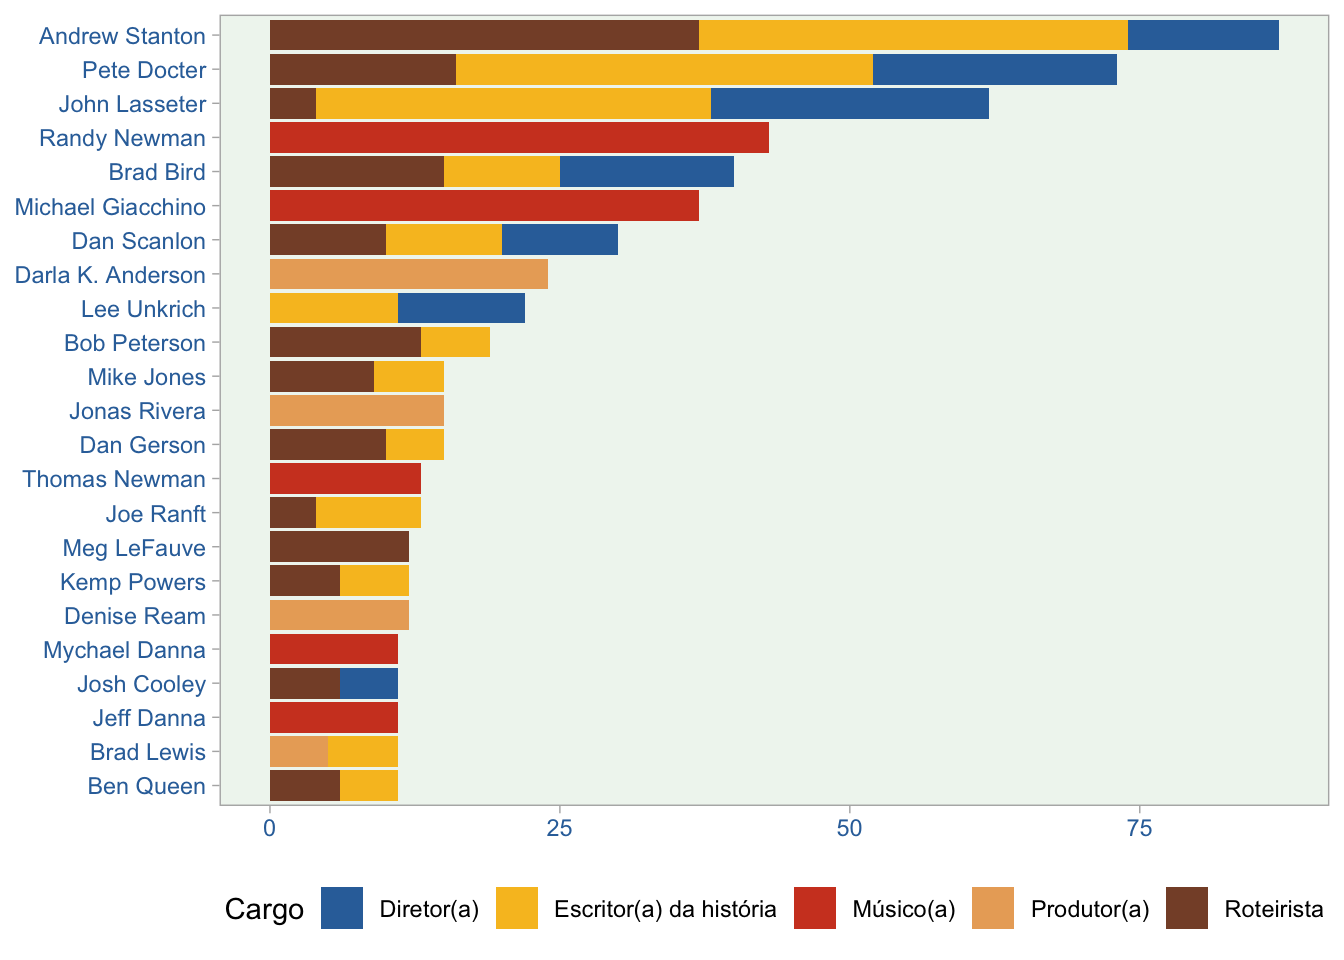 Andrew Stanton
Pete Docter
John Lasseter
Randy Newman
Brad Bird
Michael Giacchino
Dan Scanlon
Darla K. Anderson
Lee Unkrich
Bob Peterson
Mike Jones
Jonas Rivera
Dan Gerson
Thomas Newman
Joe Ranft
Meg LeFauve
Kemp Powers
Denise Ream
Mychael Danna
Josh Cooley
Jeff Danna
Brad Lewis
Ben Queen
0 25 50 75
Cargo Diretor(a) Escritor(a) da história Músico(a) Produtor(a) Roteirista